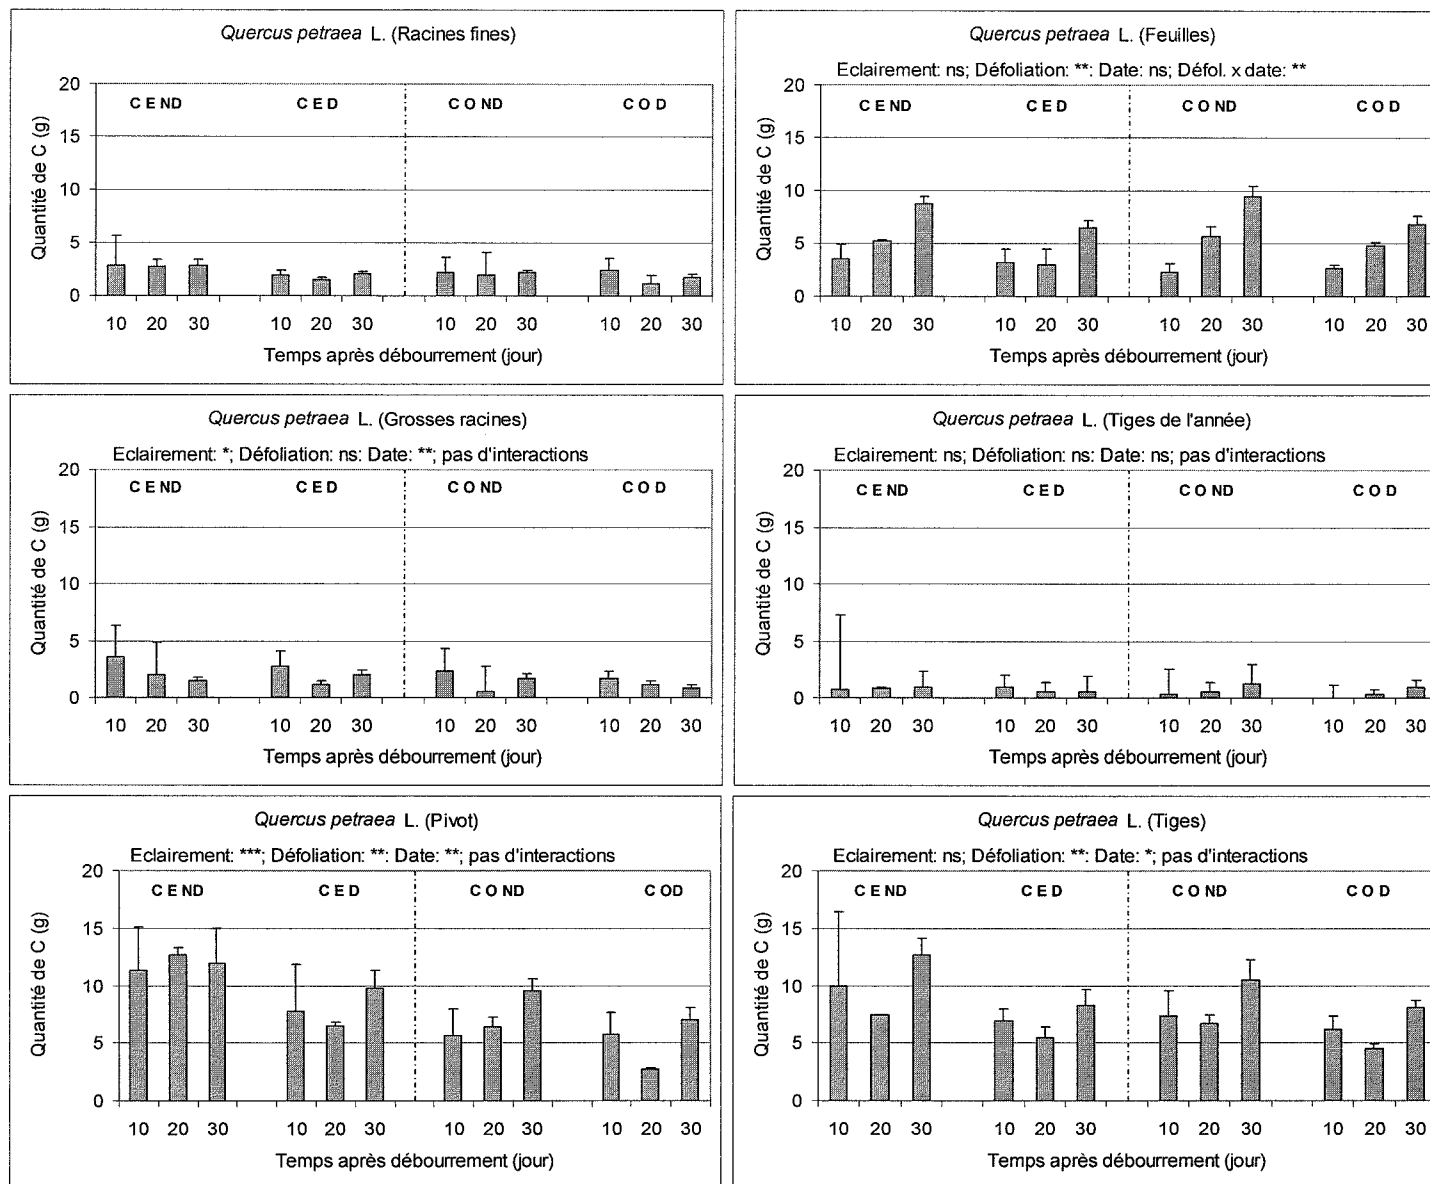 Quercus petraea L. (Racines fines)
Quantité de C (g)
20
15
10
5
0
C E ND
C E D
C O ND
C O D
10 20 30 10 20 30 10 20 30 10 20 30
Temps après débourrement (jour)
Quercus petraea L. (Feuilles)
Eclairement: ns; Défoliation: **: Date: ns; Défol. x date: **
Quantité de C (g)
20
15
10
5
0
C E ND
C E D
C O ND
C O D
10 20 30 10 20 30 10 20 30 10 20 30
Temps après débourrement (jour)
Quercus petraea L. (Grosses racines)
Eclairement: *; Défoliation: ns: Date: **; pas d'interactions
Quantité de C (g)
20
15
10
5
0
C E ND
C E D
C O ND
C O D
10 20 30 10 20 30 10 20 30 10 20 30
Temps après débourrement (jour)
Quercus petraea L. (Tiges de l'année)
Eclairement: ns; Défoliation: ns: Date: ns; pas d'interactions
Quantité de C (g)
20
15
10
5
0
C E ND
C E D
C O ND
C O D
10 20 30 10 20 30 10 20 30 10 20 30
Temps après débourrement (jour)
Quercus petraea L. (Pivot)
Eclairement: ***; Défoliation: **: Date: **; pas d'interactions
Quantité de C (g)
20
15
10
5
0
C E ND
C E D
C O ND
C O D
10 20 30 10 20 30 10 20 30 10 20 30
Temps après débourrement (jour)
Quercus petraea L. (Tiges)
Eclairement: ns; Défoliation: **: Date: *; pas d'interactions
Quantité de C (g)
20
15
10
5
0
C E ND
C E D
C O ND
C O D
10 20 30 10 20 30 10 20 30 10 20 30
Temps après débourrement (jour)